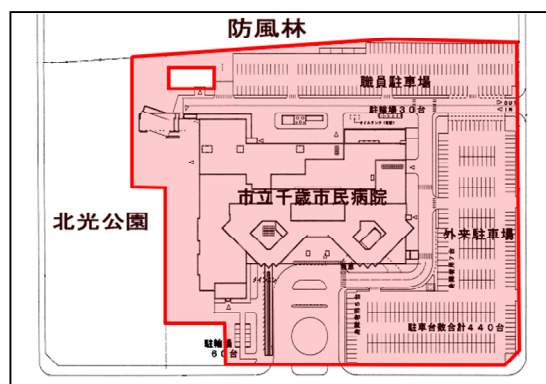 防風林
職員駐車場
OUT
IN
駐輪場30台
市立千歳市民病院
北光公園
外来駐車場
駐車台数合計440台
駐輪場
60台